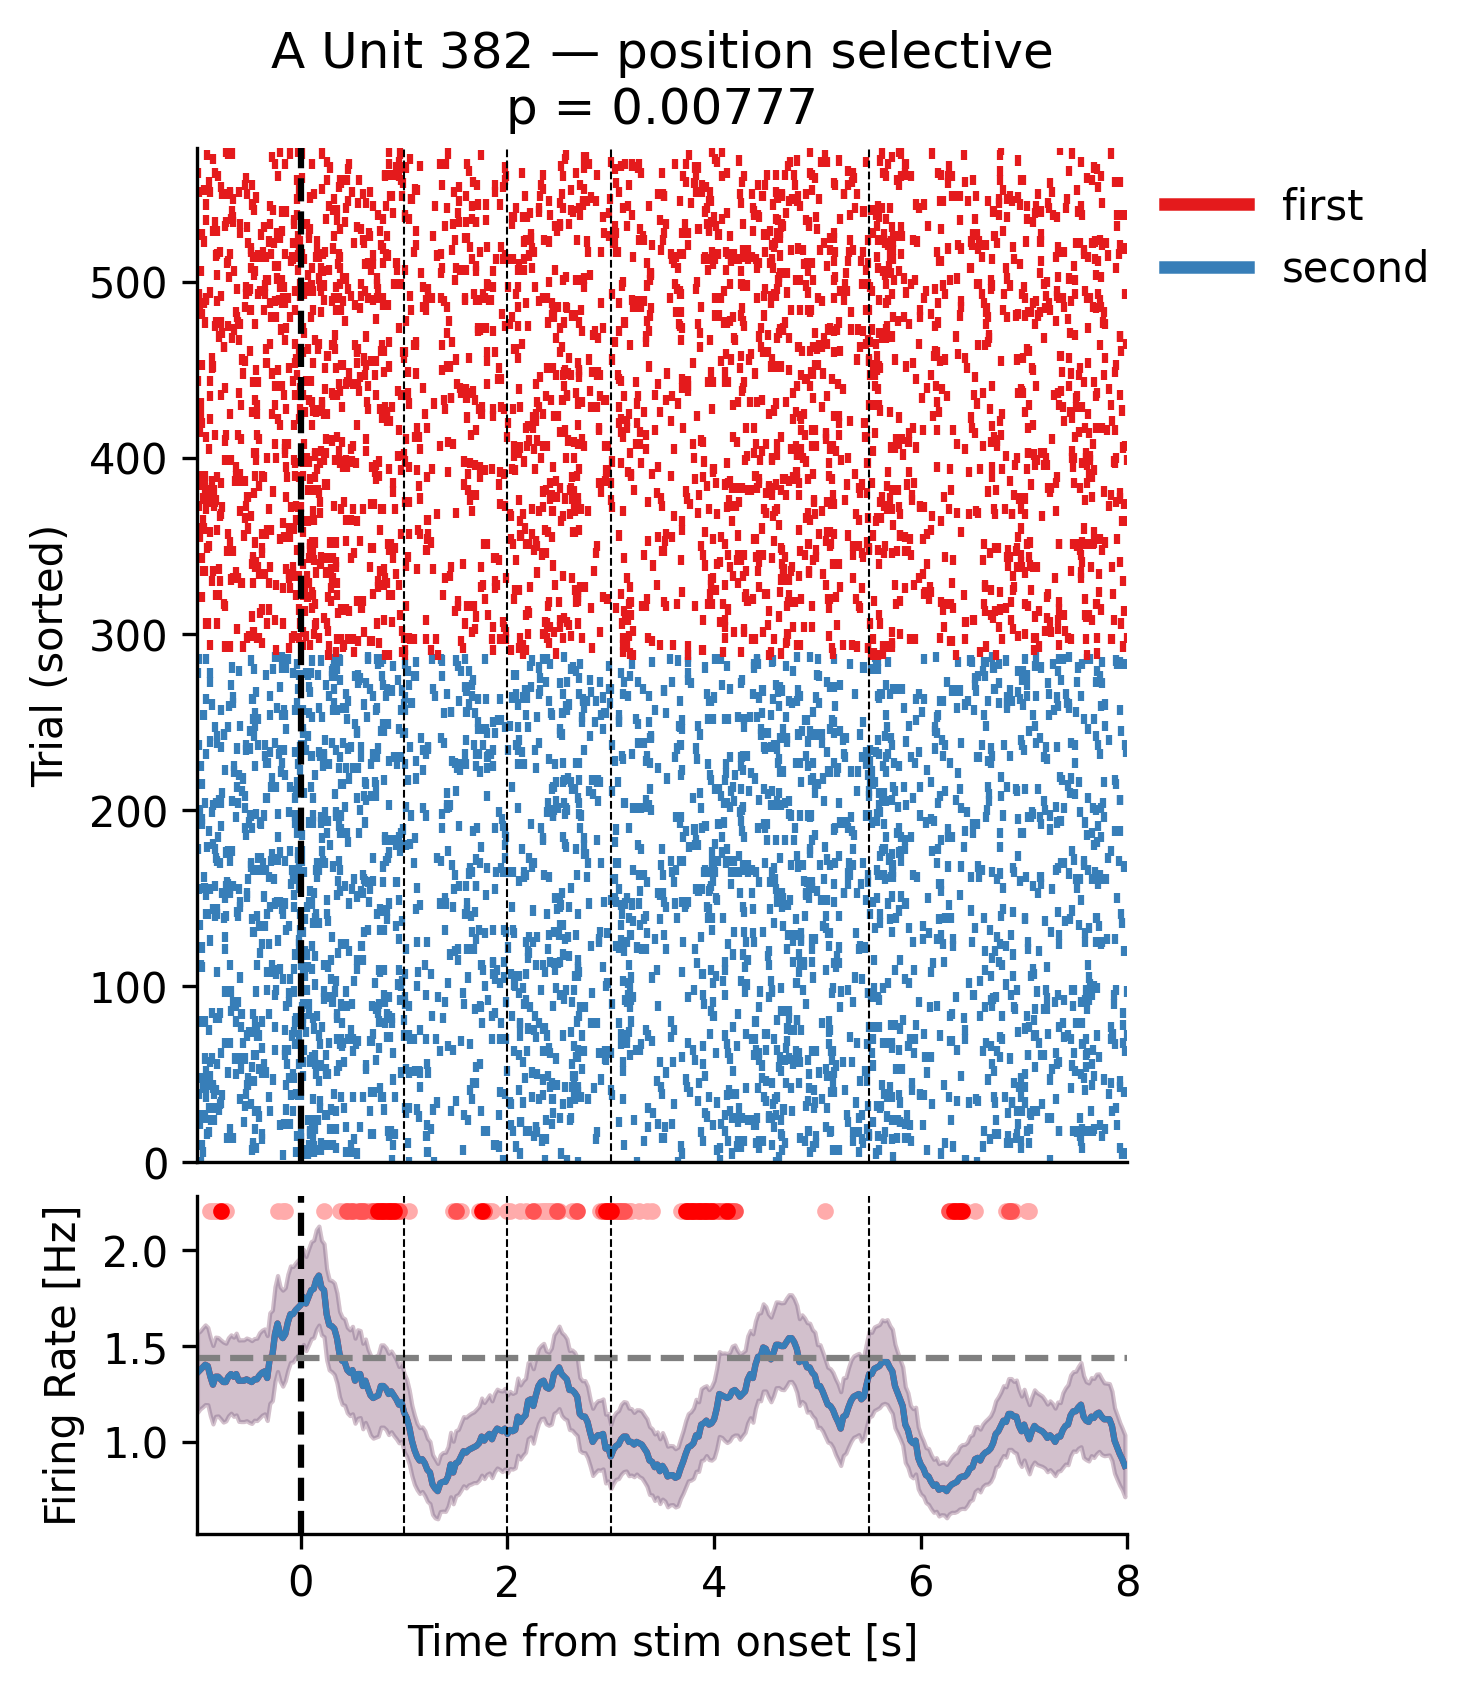 A Unit 382 — position selective
p = 0.00777
first
second
500
400
300
200
100
0
Trial (sorted)
2.0
1.5
1.0
Firing Rate [Hz]
0
2
4
6
8
Time from stim onset [s]